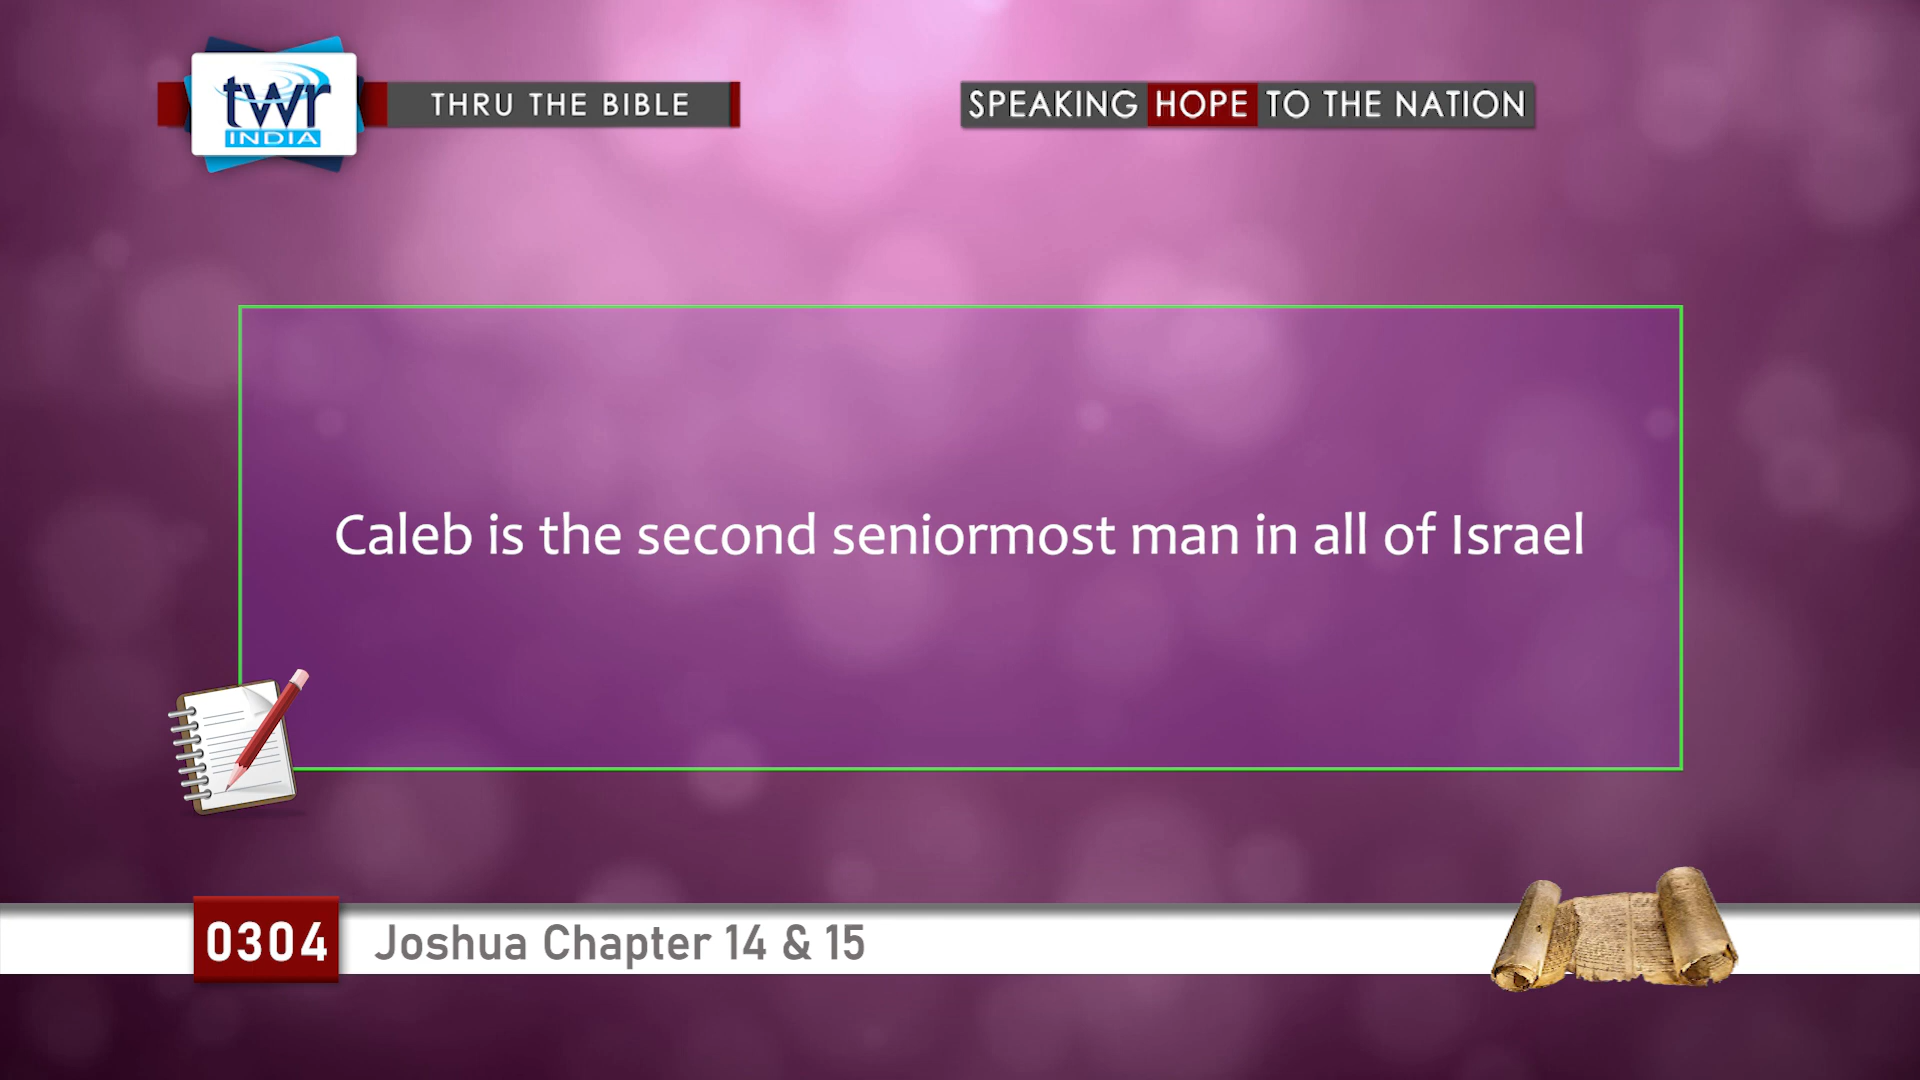 twr
INDIA
THRU THE BIBLE
SPEAKING HOPE TO THE NATION
Caleb is the second seniormost man in all of Israel
0304
Joshua Chapter 14 & 15